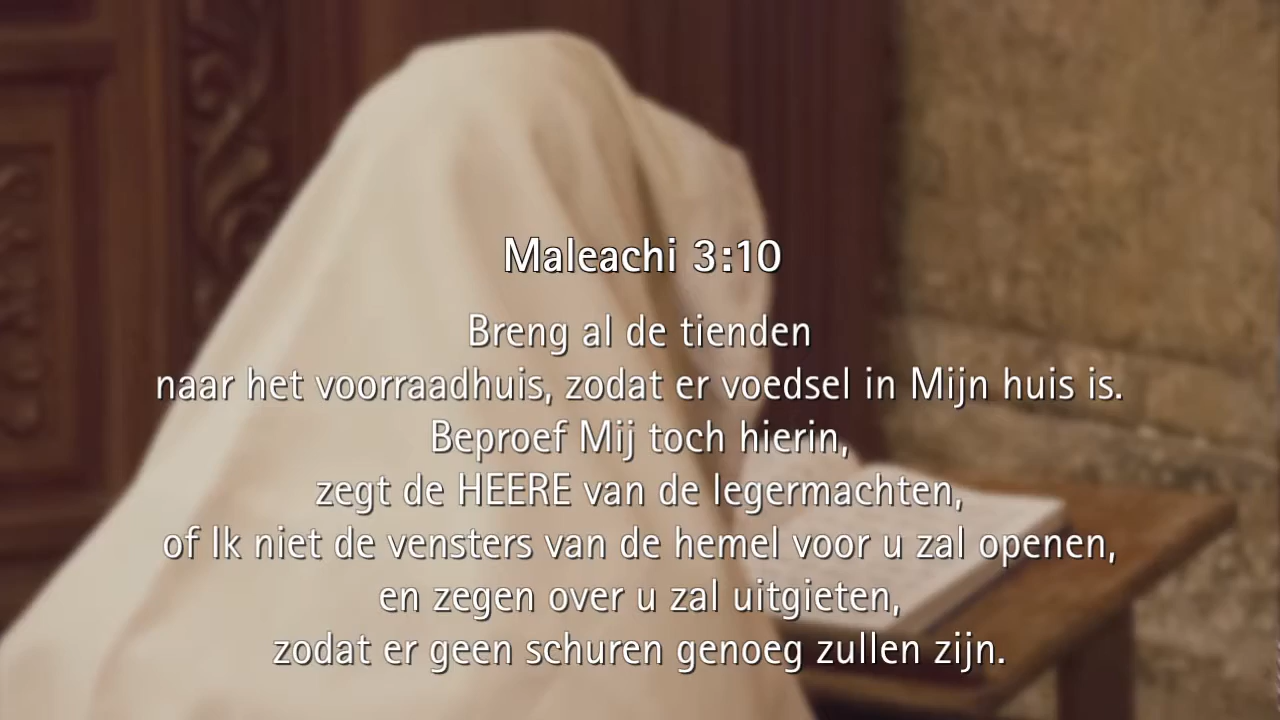 Maleachi 3:10
Breng al de tienden
naar het voorraadhuis, zodat er voedsel in Mijn huis is.
Beproef Mij toch hierin,
zegt de HEERE van de legermachten,
of Ik niet de vensters van de hemel voor u zal openen,
en zegen over u zal uitgieten,
zodat er geen schuren genoeg zullen zijn.